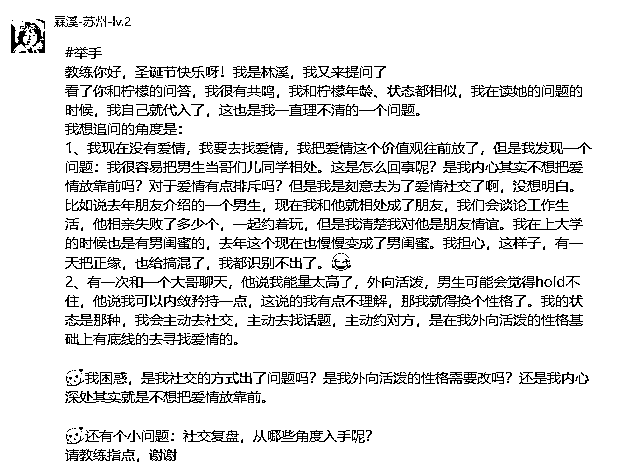 霖溪-苏州-lv.2
#举手
教练你好，圣诞节快乐呀！我是林溪，我又来提问了
看了你和柠檬的问答，我很有共鸣，我和柠檬年龄、状态都相似，我在读她的问题的
时候，我自己就代入了，这也是我一直理不清的一个问题。
我想追问的角度是：
1、我现在没有爱情，我要去找爱情，我把爱情这个价值观往前放了，但是我发现一个
问题：我很容易把男生当哥们儿同学相处。这是怎么回事呢？是我内心其实不想把爱
情放靠前吗？对于爱情有点排斥吗？但是我是刻意去为了爱情社交了啊，没想明白。
比如说去年朋友介绍的一个男生，现在我和他就相处成了朋友，我们会谈论工作生
活，他相亲失败了多少个，一起约着玩，但是我清楚我对他是朋友情谊。我在上大学
的时候也是有男闺蜜的，去年这个现在也慢慢变成了男闺蜜。我担心，这样子，有一
天把正缘，也给搞混了，我都识别不出了。
2、有一次和一个大哥聊天，他说我能量太高了，外向活泼，男生可能会觉得hold不
住，他说我可以内敛矜持一点，这说的我有点不理解，那我就得换个性格了。我的状
态是那种，我会主动去社交，主动去找话题，主动约对方，是在我外向活泼的性格基
础上有底线的去寻找爱情的。
我困惑，是我社交的方式出了问题吗？是我外向活泼的性格需要改吗？还是我内心
深处其实就是不想把爱情放靠前。
还有个小问题：社交复盘，从哪些角度入手呢？
请教练指点，谢谢